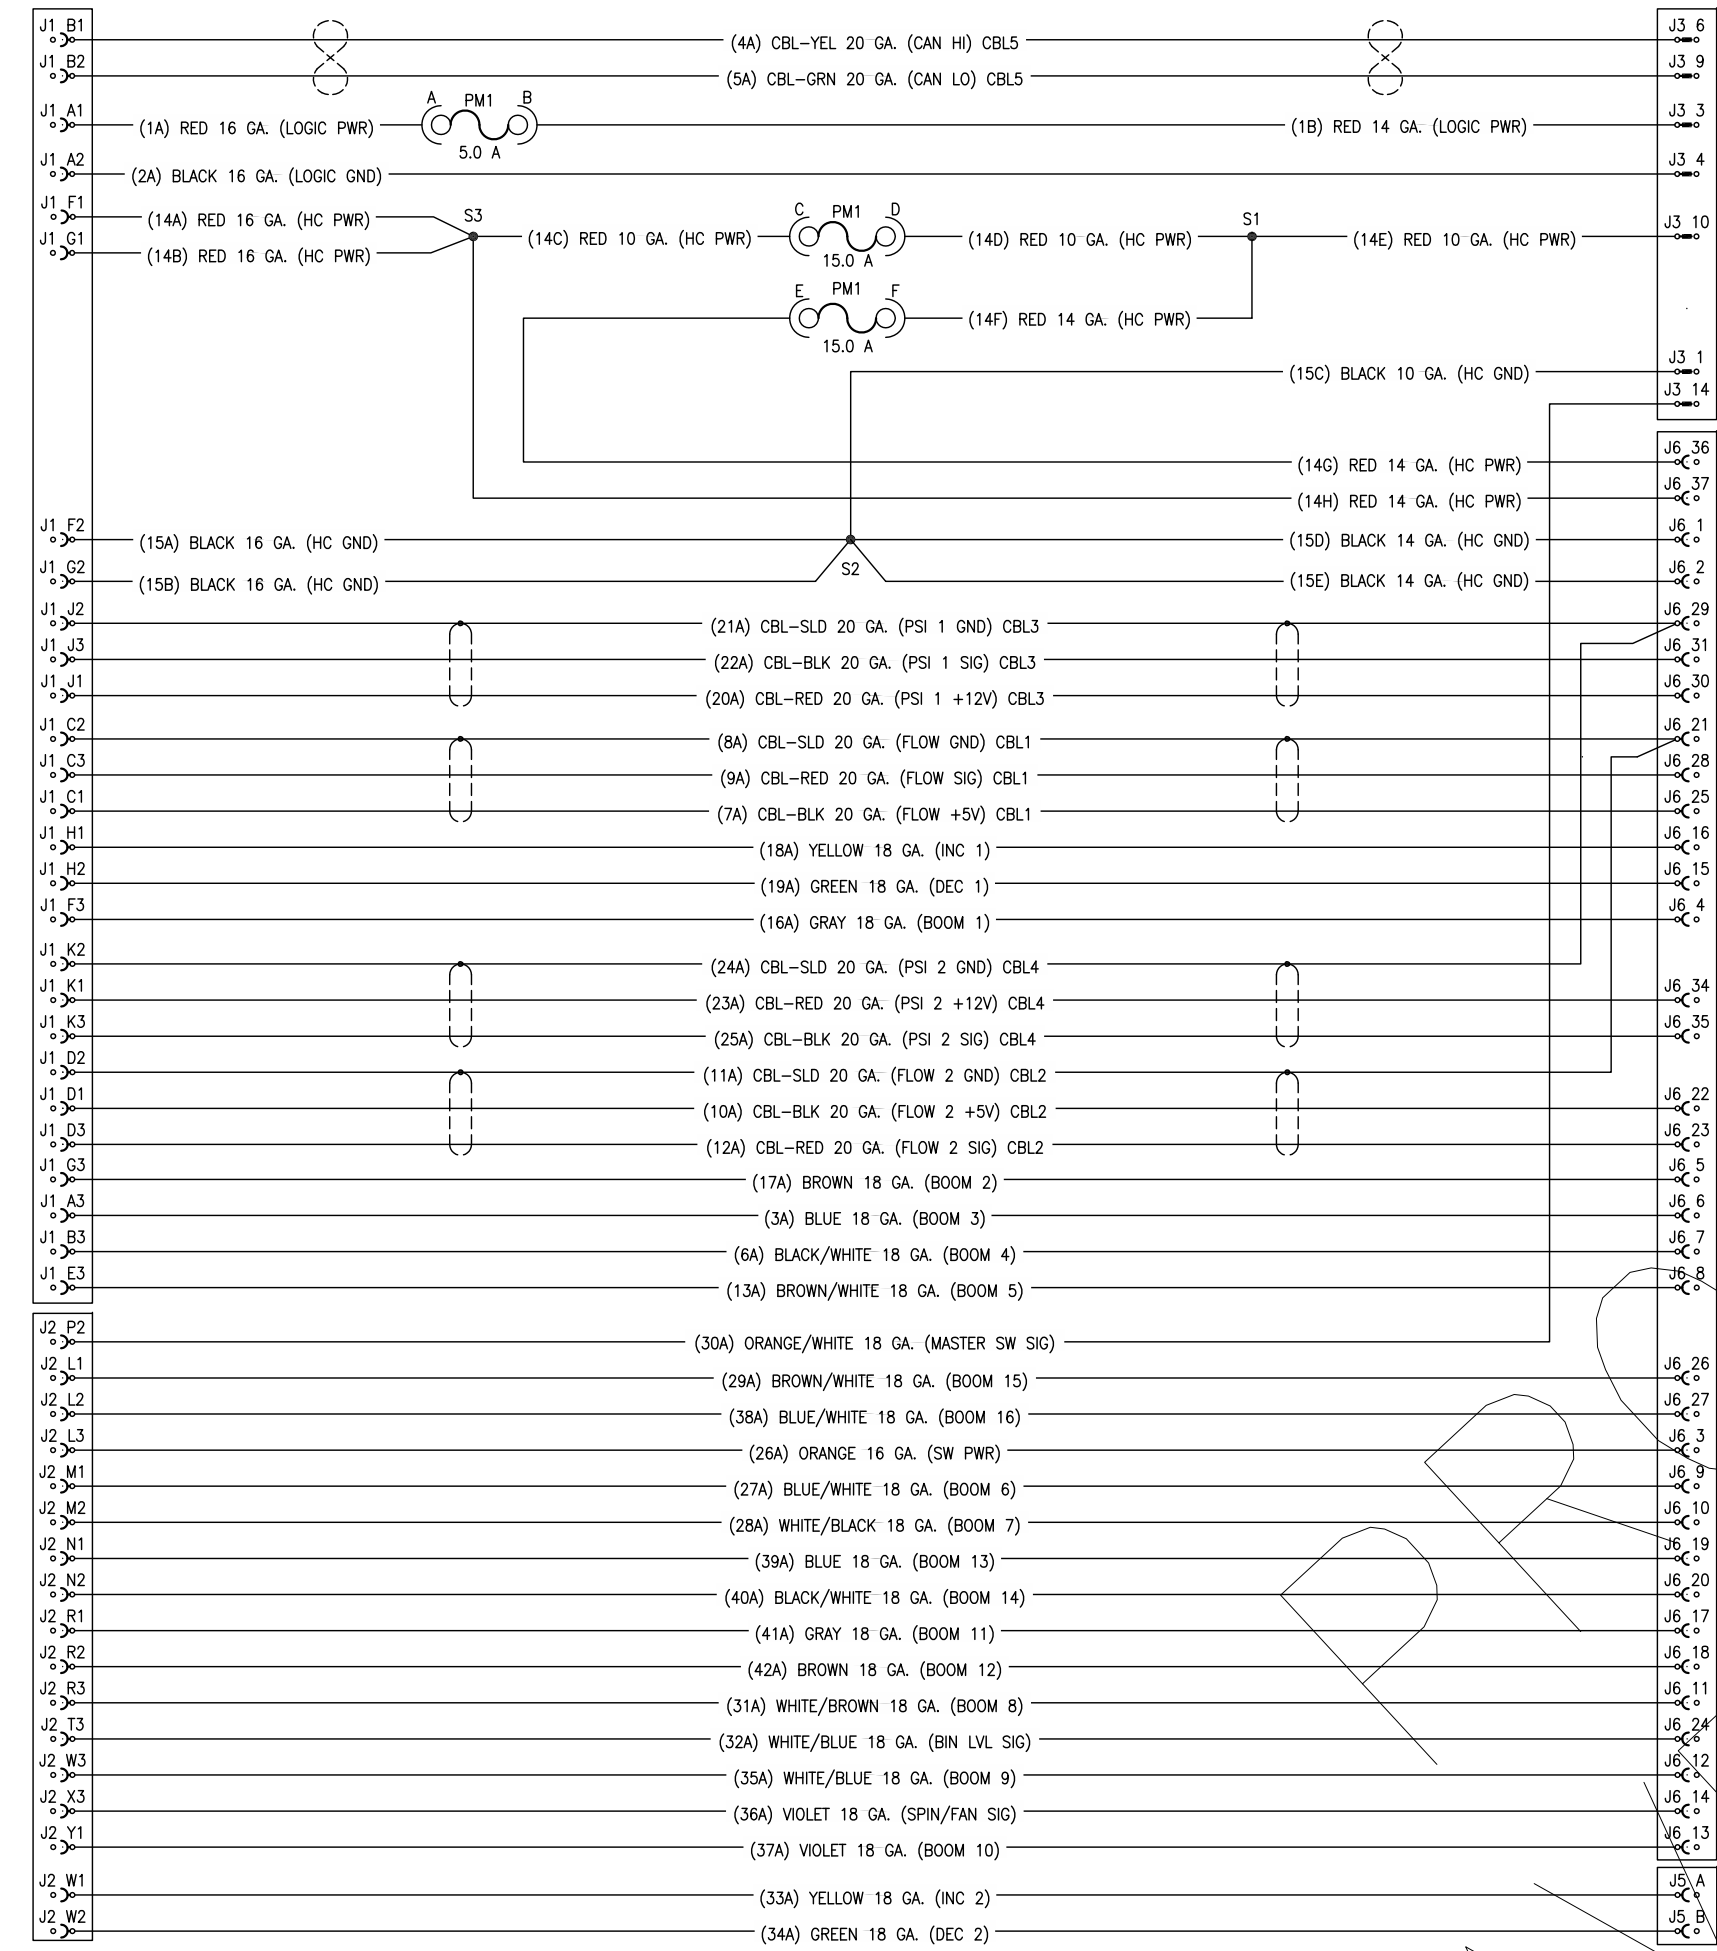 J1 B1 (4A) CBL-YEL 20 GA. (CAN HI) CBL5 J3 6
J1 B2 (5A) CBL-GRN 20 GA. (CAN LO) CBL5 J3 9
A PM1 B
J1 A1 (1A) RED 16 GA. (LOGIC PWR) (1B) RED 14 GA. (LOGIC PWR) J3 3
5.0 A
J1 A2 (2A) BLACK 16 GA. (LOGIC GND) J3 4
J1 F1 (14A) RED 16 GA. (HC PWR)
S3 C PM1 D S1
J1 G1 (14B) RED 16 GA. (HC PWR) (14C) RED 10 GA. (HC PWR) (14D) RED 10 GA. (HC PWR) (14E) RED 10 GA. (HC PWR) J3 10
15.0 A
E PM1 F
(14F) RED 14 GA. (HC PWR)
15.0 A
(15C) BLACK 10 GA. (HC GND) J3 1
J3 14
(14G) RED 14 GA. (HC PWR) J6 36
(14H) RED 14 GA. (HC PWR) J6 37
J1 F2 (15A) BLACK 16 GA. (HC GND) (15D) BLACK 14 GA. (HC GND) J6 1
S2
J1 G2 (15B) BLACK 16 GA. (HC GND) (15E) BLACK 14 GA. (HC GND) J6 2
J1 J2 (21A) CBL-SLD 20 GA. (PSI 1 GND) CBL3 J6 29
J1 J3 (22A) CBL-BLK 20 GA. (PSI 1 SIG) CBL3 J6 31
J1 J1 (20A) CBL-RED 20 GA. (PSI 1 +12V) CBL3 J6 30
J1 C2 (8A) CBL-SLD 20 GA. (FLOW GND) CBL1 J6 21
J1 C3 (9A) CBL-RED 20 GA. (FLOW SIG) CBL1 J6 28
J1 C1 (7A) CBL-BLK 20 GA. (FLOW +5V) CBL1 J6 25
J1 H1 (18A) YELLOW 18 GA. (INC 1) J6 16
J1 H2 (19A) GREEN 18 GA. (DEC 1) J6 15
J1 F3 (16A) GRAY 18 GA. (BOOM 1) J6 4
J1 K2 (24A) CBL-SLD 20 GA. (PSI 2 GND) CBL4
J1 K1 (23A) CBL-RED 20 GA. (PSI 2 +12V) CBL4 J6 34
J1 K3 (25A) CBL-BLK 20 GA. (PSI 2 SIG) CBL4 J6 35
J1 D2 (11A) CBL-SLD 20 GA. (FLOW 2 GND) CBL2
J1 D1 (10A) CBL-BLK 20 GA. (FLOW 2 +5V) CBL2 J6 22
J1 D3 (12A) CBL-RED 20 GA. (FLOW 2 SIG) CBL2 J6 23
J1 G3 (17A) BROWN 18 GA. (BOOM 2) J6 5
J1 A3 (3A) BLUE 18 GA. (BOOM 3) J6 6
J1 B3 (6A) BLACK/WHITE 18 GA. (BOOM 4) J6 7
J1 E3 (13A) BROWN/WHITE 18 GA. (BOOM 5) J6 8
J2 P2 (30A) ORANGE/WHITE 18 GA. (MASTER SW SIG)
J2 L1 (29A) BROWN/WHITE 18 GA. (BOOM 15) J6 26
J2 L2 (38A) BLUE/WHITE 18 GA. (BOOM 16) J6 27
J2 L3 (26A) ORANGE 16 GA. (SW PWR) J6 3
J2 M1 (27A) BLUE/WHITE 18 GA. (BOOM 6) J6 9
J2 M2 (28A) WHITE/BLACK 18 GA. (BOOM 7) J6 10
J2 N1 (39A) BLUE 18 GA. (BOOM 13) J6 19
J2 N2 (40A) BLACK/WHITE 18 GA. (BOOM 14) J6 20
J2 R1 (41A) GRAY 18 GA. (BOOM 11) J6 17
J2 R2 (42A) BROWN 18 GA. (BOOM 12) J6 18
J2 R3 (31A) WHITE/BROWN 18 GA. (BOOM 8) J6 11
J2 T3 (32A) WHITE/BLUE 18 GA. (BIN LVL SIG) J6 24
J2 W3 (35A) WHITE/BLUE 18 GA. (BOOM 9) J6 12
J2 X3 (36A) VIOLET 18 GA. (SPIN/FAN SIG) J6 14
J2 Y1 (37A) VIOLET 18 GA. (BOOM 10) J6 13
J2 W1 (33A) YELLOW 18 GA. (INC 2) J5 A
J2 W2 (34A) GREEN 18 GA. (DEC 2) J5 B